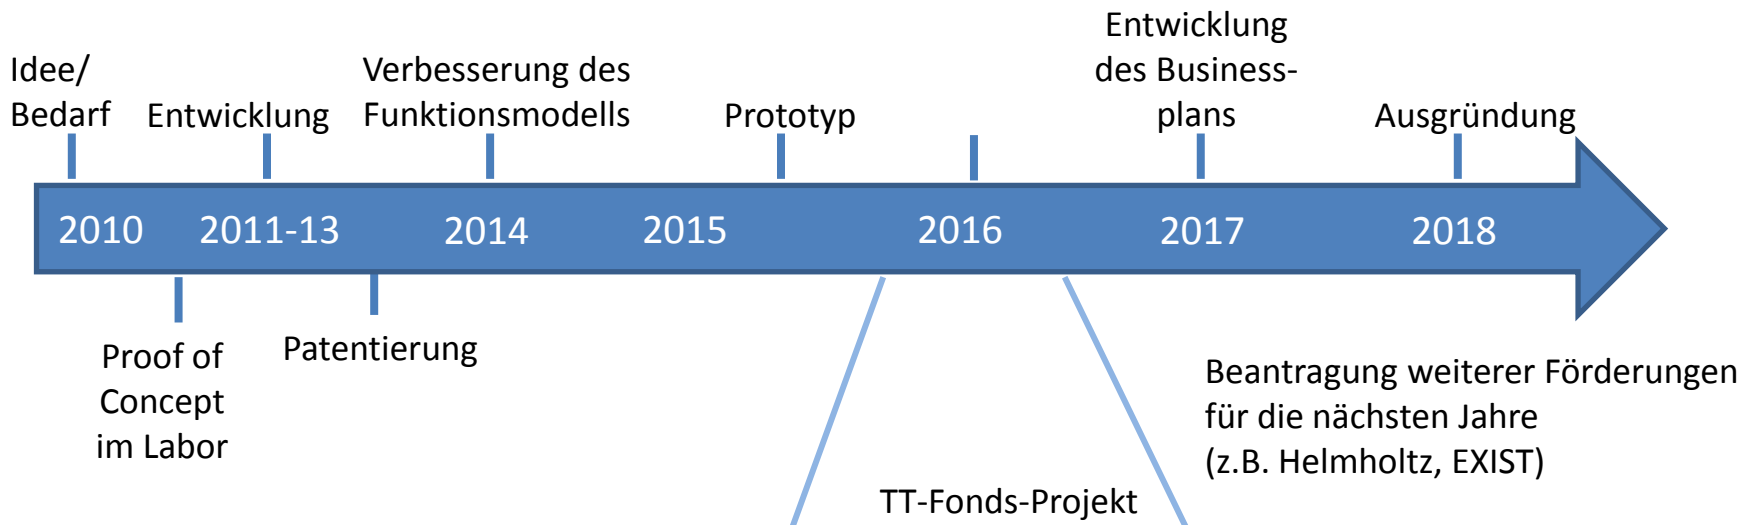 Idee/
Bedarf
Entwicklung
Verbesserung des
Funktionsmodells
Prototyp
Entwicklung
des Business-
plans
Ausgründung
2010
2011-13
2014
2015
2016
2017
2018
Proof of
Concept
im Labor
Patentierung
TT-Fonds-Projekt
Beantragung weiterer Förderungen
für die nächsten Jahre
(z.B. Helmholtz, EXIST)